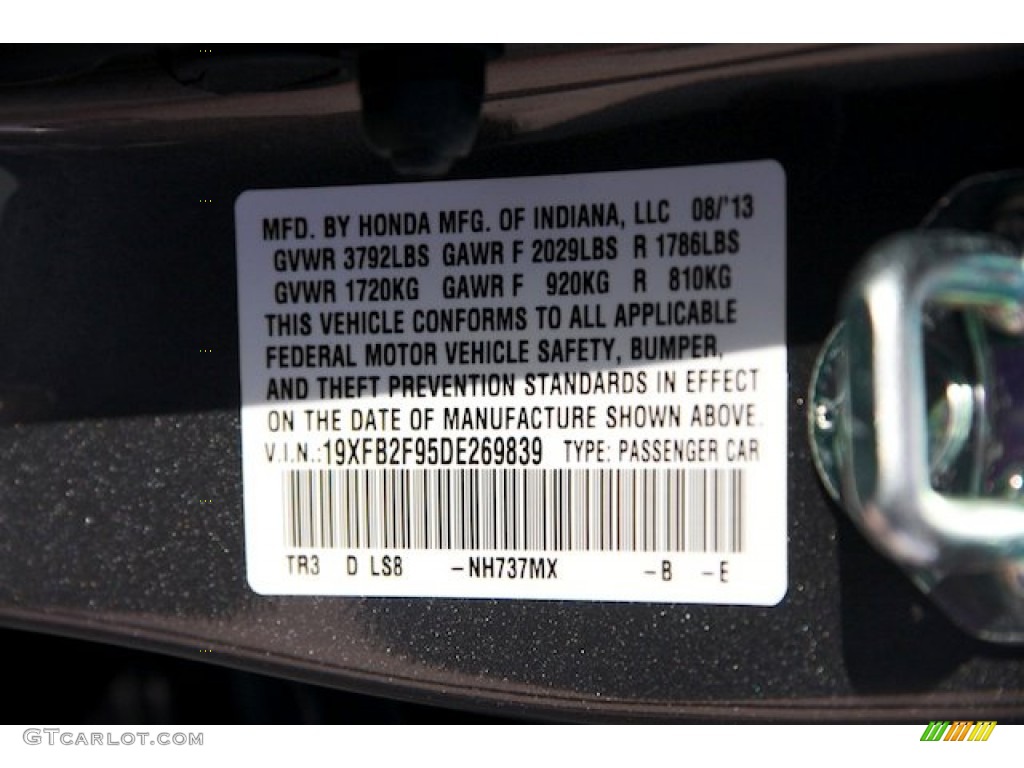 MFD. BY HONDA MFG. OF INDIANA, LLC 08/'13
GVWR 3792LBS GAWR F 2029LBS R 1786LBS
GVWR 1720KG GAWR F 920KG R 810KG
THIS VEHICLE CONFORMS TO ALL APPLICABLE
FEDERAL MOTOR VEHICLE SAFETY, BUMPER,
AND THEFT PREVENTION STANDARDS IN EFFECT
ON THE DATE OF MANUFACTURE SHOWN ABOVE.
V.I.N.:19XFB2F95DE269839 TYPE: PASSENGER CAR
TR3 D LS8 -NH737MX -B -E
GTCARLOT.COM